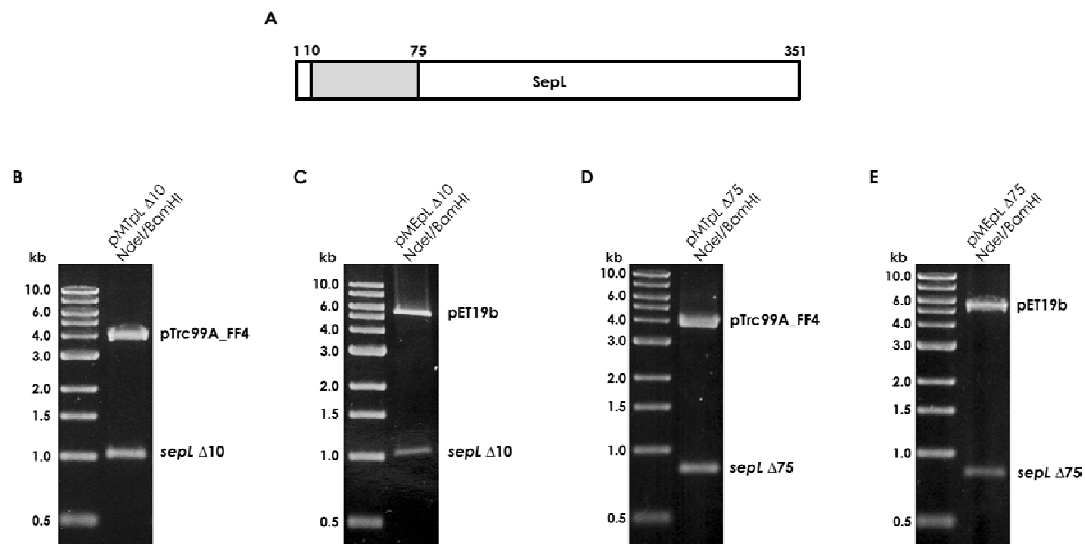 A
1 10 75 351
SepL
B
pMTpL Δ10
NdeI/BamHI
kb
10.0
6.0
4.0
3.0
2.0
1.5
1.0
0.5
pTrc99A_FF4
sepL Δ10
C
pMEpL Δ10
NdeI/BamHI
kb
10.0
6.0
4.0
3.0
2.0
1.5
1.0
0.5
pET19b
sepL Δ10
D
pMTpL Δ75
NdeI/BamHI
kb
10.0
6.0
4.0
3.0
2.0
1.5
1.0
0.5
pTrc99A_FF4
sepL Δ75
E
pMEpL Δ75
NdeI/BamHI
kb
10.0
6.0
4.0
3.0
2.0
1.5
1.0
0.5
pET19b
sepL Δ75